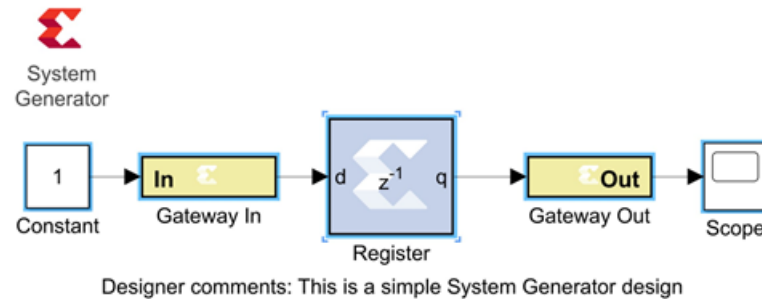 System
Generator
1
Constant
In
Gateway In
d
z-1
q
Register
Out
Gateway Out
Scope
Designer comments: This is a simple System Generator design